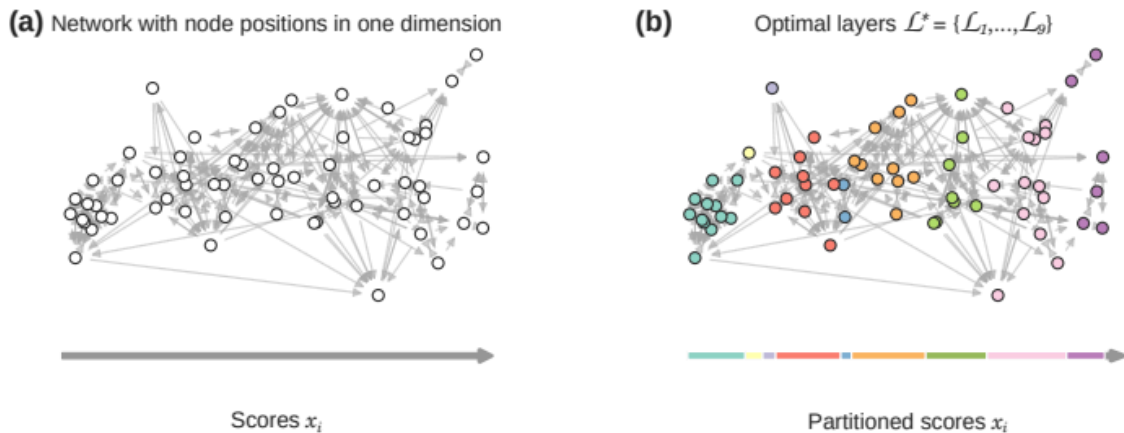 (a) Network with node positions in one dimension
Scores xᵢ
(b) Optimal layers ℒ* = {ℒ₁,...,ℒ₉}
Partitioned scores xᵢ